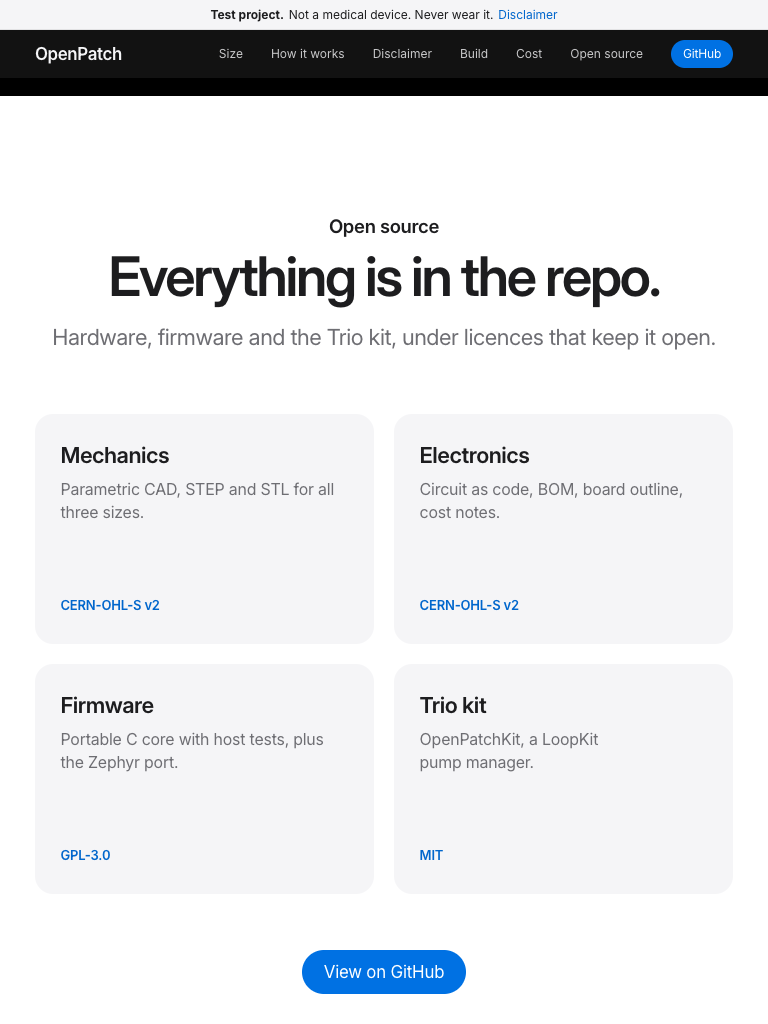 Test project. Not a medical device. Never wear it. Disclaimer
OpenPatch Size How it works Disclaimer Build Cost Open source GitHub
Open source
Everything is in the repo.
Hardware, firmware and the Trio kit, under licences that keep it open.
Mechanics
Parametric CAD, STEP and STL for all
three sizes.
CERN-OHL-S v2
Electronics
Circuit as code, BOM, board outline,
cost notes.
CERN-OHL-S v2
Firmware
Portable C core with host tests, plus
the Zephyr port.
GPL-3.0
Trio kit
OpenPatchKit, a LoopKit
pump manager.
MIT
View on GitHub